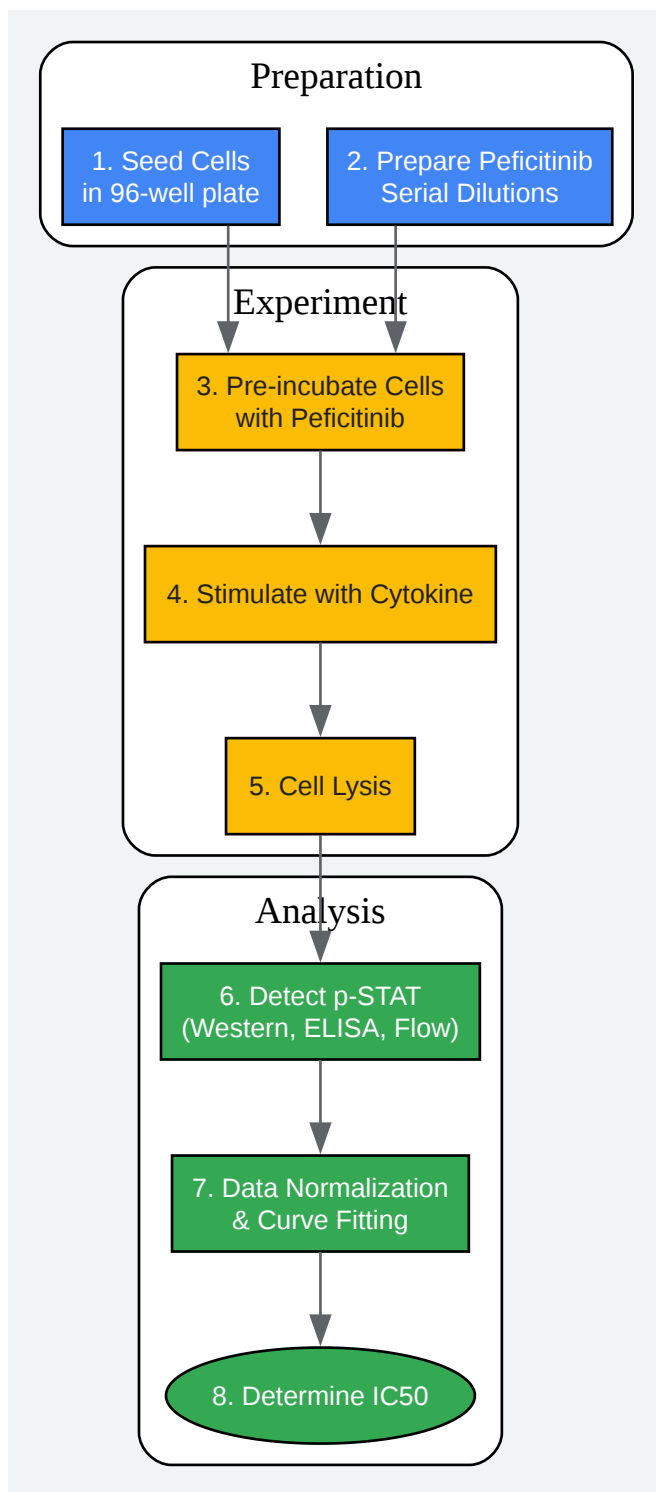 Preparation
1. Seed Cells
in 96-well plate
2. Prepare Peficitinib
Serial Dilutions
Experiment
3. Pre-incubate Cells
with Peficitinib
4. Stimulate with Cytokine
5. Cell Lysis
Analysis
6. Detect p-STAT
(Western, ELISA, Flow)
7. Data Normalization
& Curve Fitting
8. Determine IC50